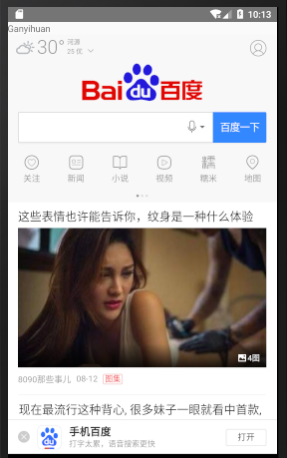 10:13
Ganyihuan
30° 河源
25 优
Bai du 百度
百度一下
关注 新闻 小说 视频 糯米 地图
这些表情也许能告诉你，纹身是一种什么体验
4图
8090那些事儿 08-12 图集
现在最流行这种背心, 很多妹子一眼就看中首款,
手机百度
打字太累，语音搜索更快
打开